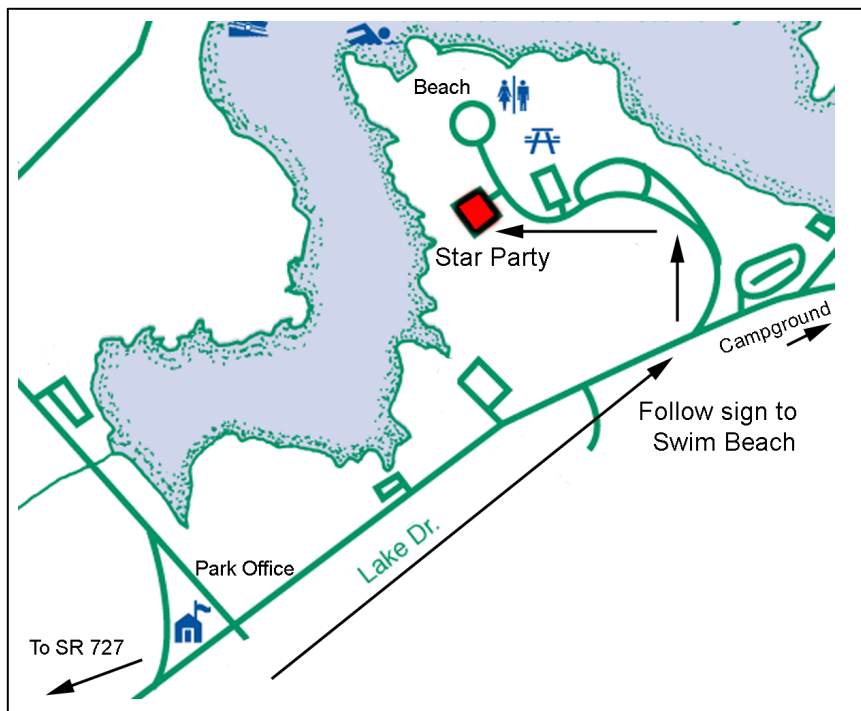 Beach
Star Party
Campground
Follow sign to
Swim Beach
Lake Dr.
Park Office
To SR 727